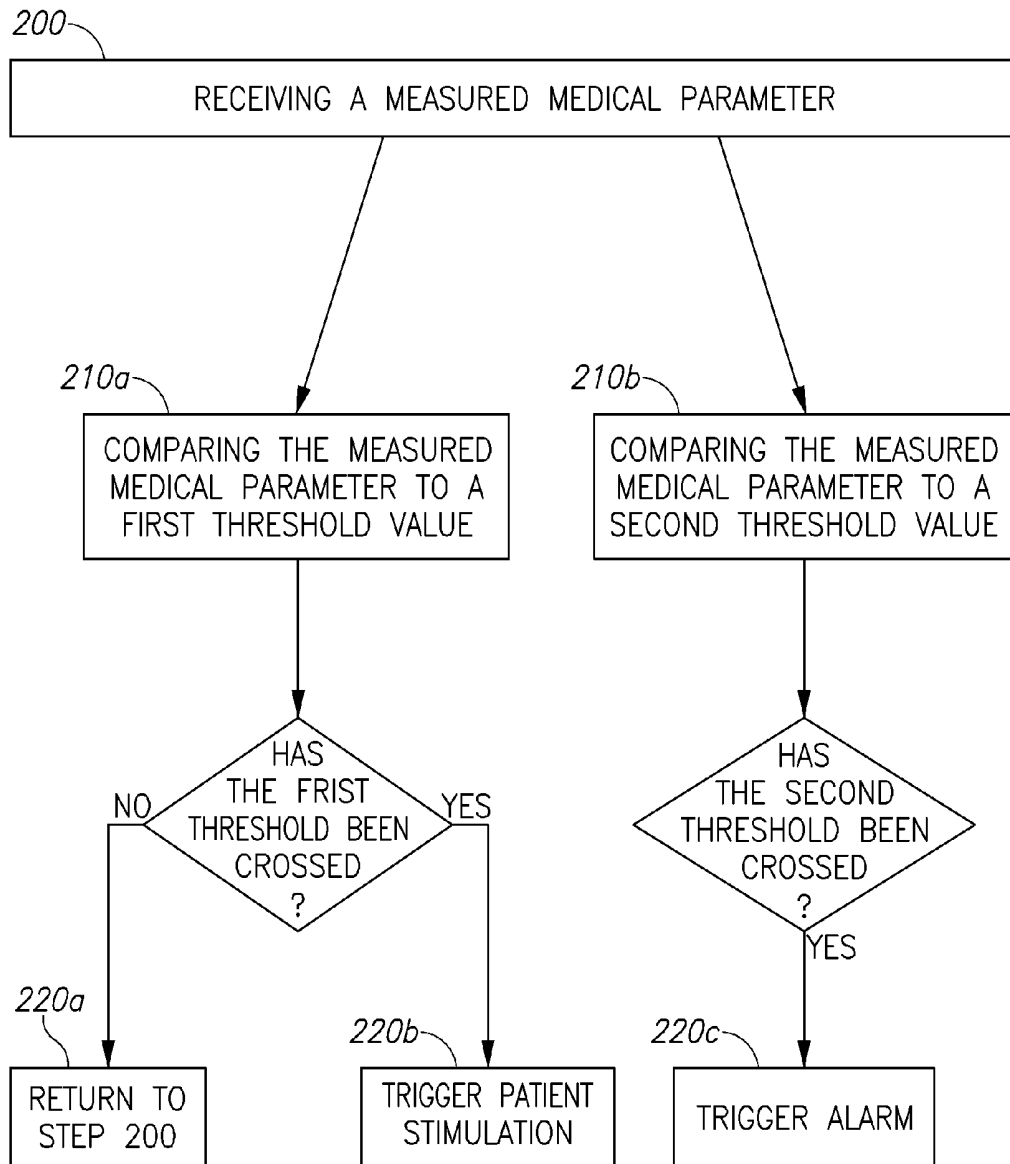 200
RECEIVING A MEASURED MEDICAL PARAMETER
210a
COMPARING THE MEASURED
MEDICAL PARAMETER TO A
FIRST THRESHOLD VALUE
210b
COMPARING THE MEASURED
MEDICAL PARAMETER TO A
SECOND THRESHOLD VALUE
HAS
THE FRIST
THRESHOLD BEEN
CROSSED
?
NO
YES
HAS
THE SECOND
THRESHOLD BEEN
CROSSED
?
YES
220a
RETURN TO
STEP 200
220b
TRIGGER PATIENT
STIMULATION
220c
TRIGGER ALARM